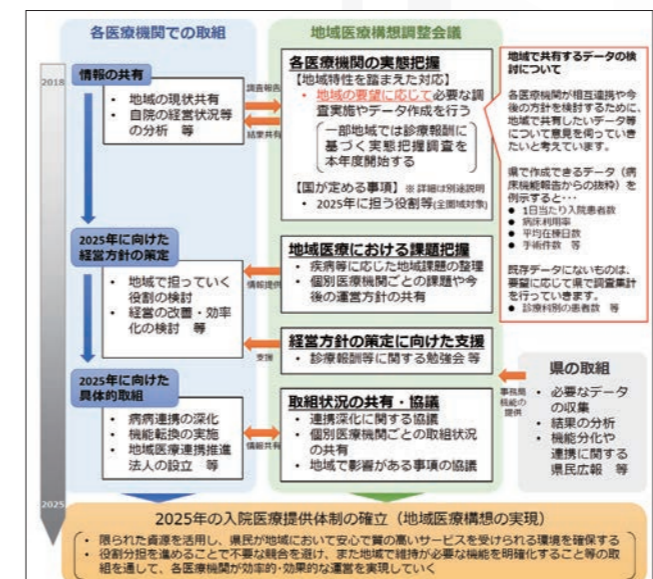 各医療機関での取組
地域医療構想調整会議
2018
情報の共有
・ 地域の現状共有
・ 自院の経営状況等
の分析 等
調査報告
結果共有
各医療機関の実態把握
【地域特性を踏まえた対応】
・ 地域の要望に応じて必要な調
査実施やデータ作成を行う
一部地域では診療報酬に
基づく実態把握調査を
本年度開始する
【国が定める事項】※ 詳細は別途説明
・ 2025年に担う役割等(全圏域対象)
地域で共有するデータの検
討について
各医療機関が相互連携や今
後の方針を検討するために、
地域で共有したいデータ等
について意見を伺っていき
たいと考えています。
県で作成できるデータ(病
床機能報告からの抜粋)を
例示すると・・・
● 1日当たり入院患者数
● 病床利用率
● 平均在棟日数
● 手術件数 等
既存データにないものは、
要望に応じて県で調査集計
を行っていきます。
● 診療科別の患者数 等
2025年に向けた
経営方針の策定
・ 地域で担っていく
役割の検討
・ 経営の改善・効率
化の検討 等
情報提供
地域医療における課題把握
・ 疾病等に応じた地域課題の整理
・ 個別医療機関ごとの課題や今
後の運営方針の共有
支援
経営方針の策定に向けた支援
・ 診療報酬等に関する勉強会 等
2025年に向けた
具体的取組
・ 病病連携の深化
・ 機能転換の実施
・ 地域医療連携推進
法人の設立 等
情報共有
取組状況の共有・協議
・ 連携深化に関する協議
・ 個別医療機関ごとの取組状況
の共有
・ 地域で影響がある事項の協議
事務局
機能の
提供
県の取組
・ 必要なデータ
の収集
・ 結果の分析
・ 機能分化や
連携に関する
県民広報 等
2025
2025年の入院医療提供体制の確立(地域医療構想の実現)
・ 限られた資源を活用し、県民が地域において安心で質の高いサービスを受けられる環境を確保する
・ 役割分担を進めることで不要な競合を避け、また地域で維持が必要な機能を明確化すること等の取
組を通して、各医療機関が効率的・効果的な運営を実現していく